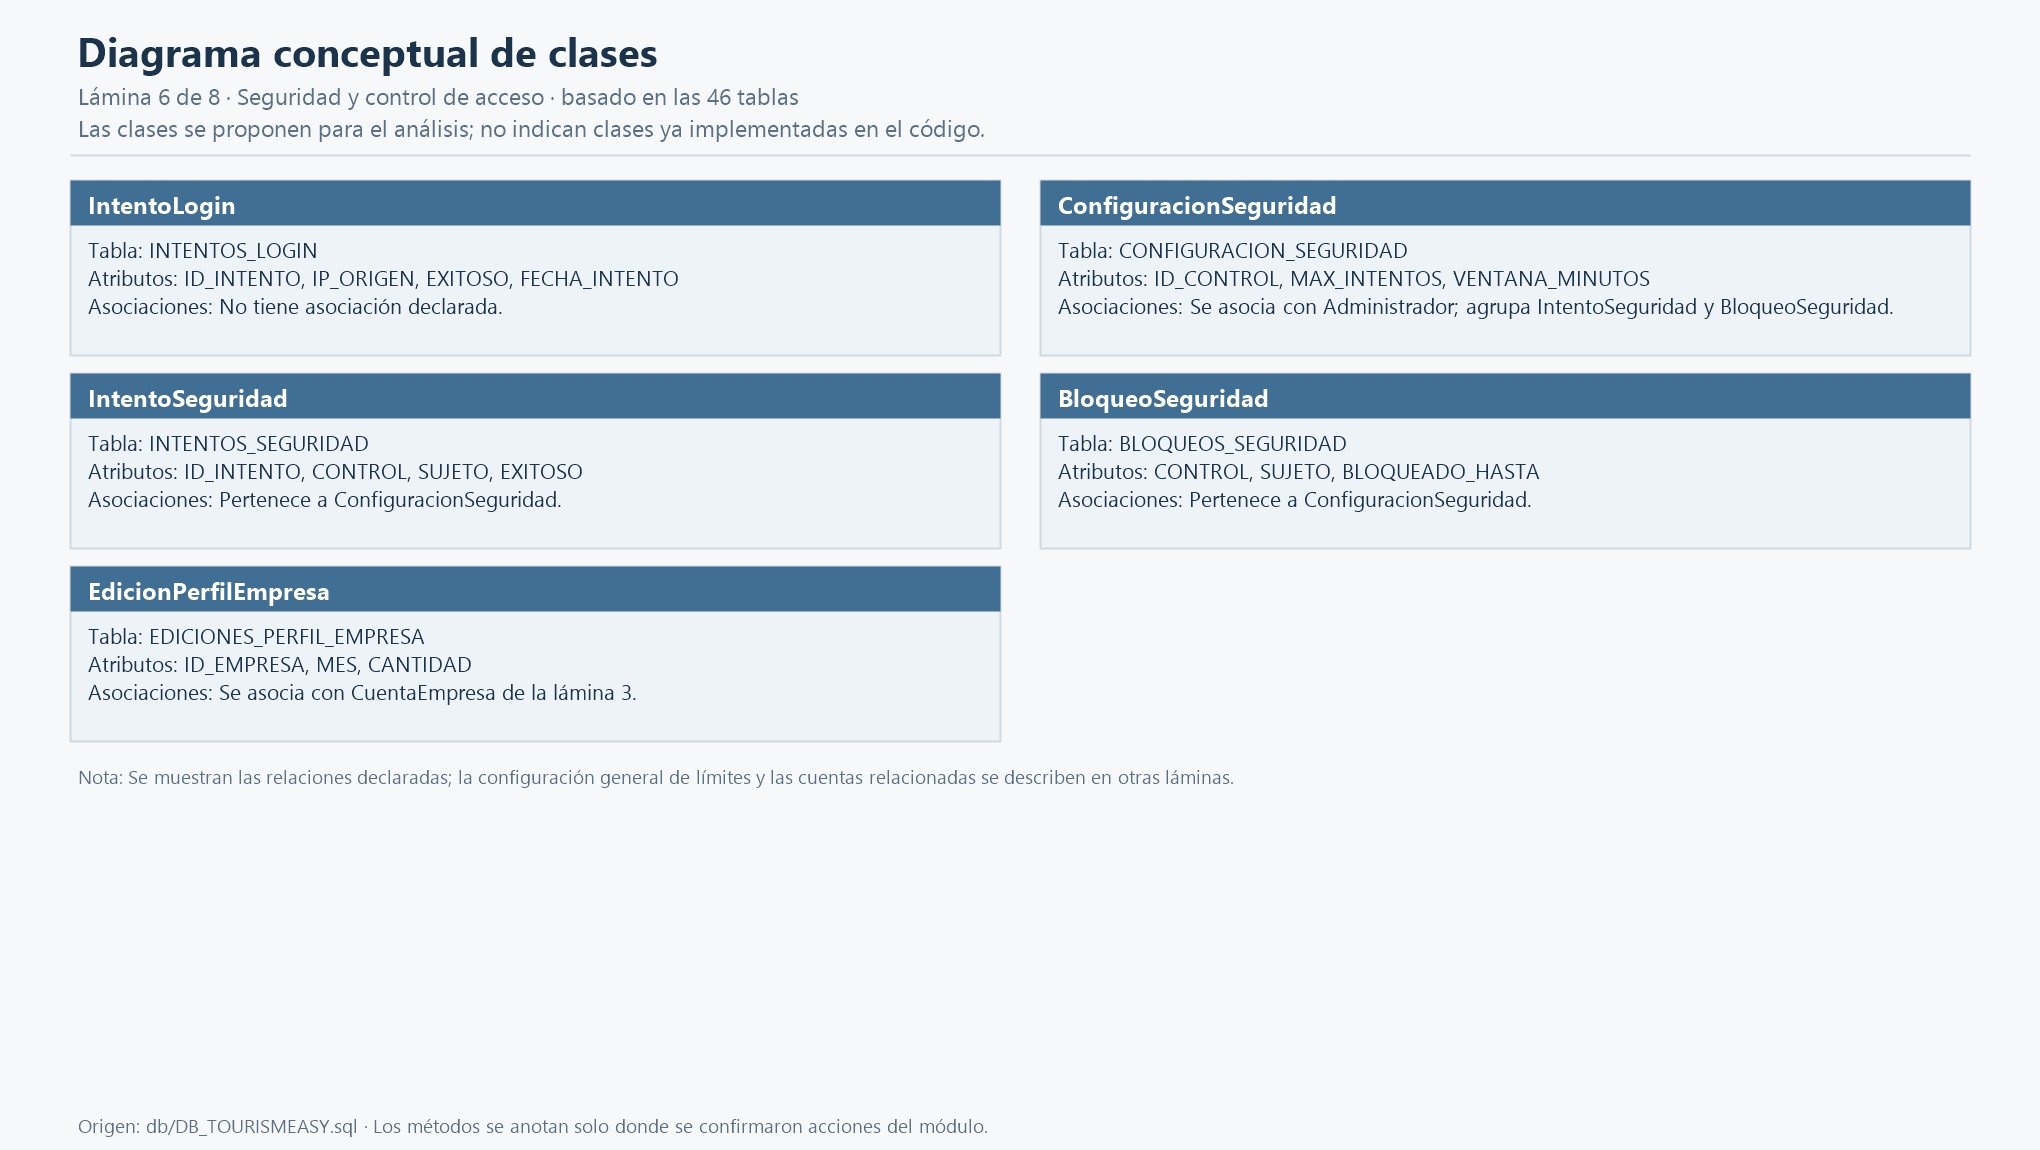 Diagrama conceptual de clases
Lámina 6 de 8 · Seguridad y control de acceso · basado en las 46 tablas
Las clases se proponen para el análisis; no indican clases ya implementadas en el código.
IntentoLogin
Tabla: INTENTOS_LOGIN
Atributos: ID_INTENTO, IP_ORIGEN, EXITOSO, FECHA_INTENTO
Asociaciones: No tiene asociación declarada.
ConfiguracionSeguridad
Tabla: CONFIGURACION_SEGURIDAD
Atributos: ID_CONTROL, MAX_INTENTOS, VENTANA_MINUTOS
Asociaciones: Se asocia con Administrador; agrupa IntentoSeguridad y BloqueoSeguridad.
IntentoSeguridad
Tabla: INTENTOS_SEGURIDAD
Atributos: ID_INTENTO, CONTROL, SUJETO, EXITOSO
Asociaciones: Pertenece a ConfiguracionSeguridad.
BloqueoSeguridad
Tabla: BLOQUEOS_SEGURIDAD
Atributos: CONTROL, SUJETO, BLOQUEADO_HASTA
Asociaciones: Pertenece a ConfiguracionSeguridad.
EdicionPerfilEmpresa
Tabla: EDICIONES_PERFIL_EMPRESA
Atributos: ID_EMPRESA, MES, CANTIDAD
Asociaciones: Se asocia con CuentaEmpresa de la lámina 3.
Nota: Se muestran las relaciones declaradas; la configuración general de límites y las cuentas relacionadas se describen en otras láminas.
Origen: db/DB_TOURISMEASY.sql · Los métodos se anotan solo donde se confirmaron acciones del módulo.